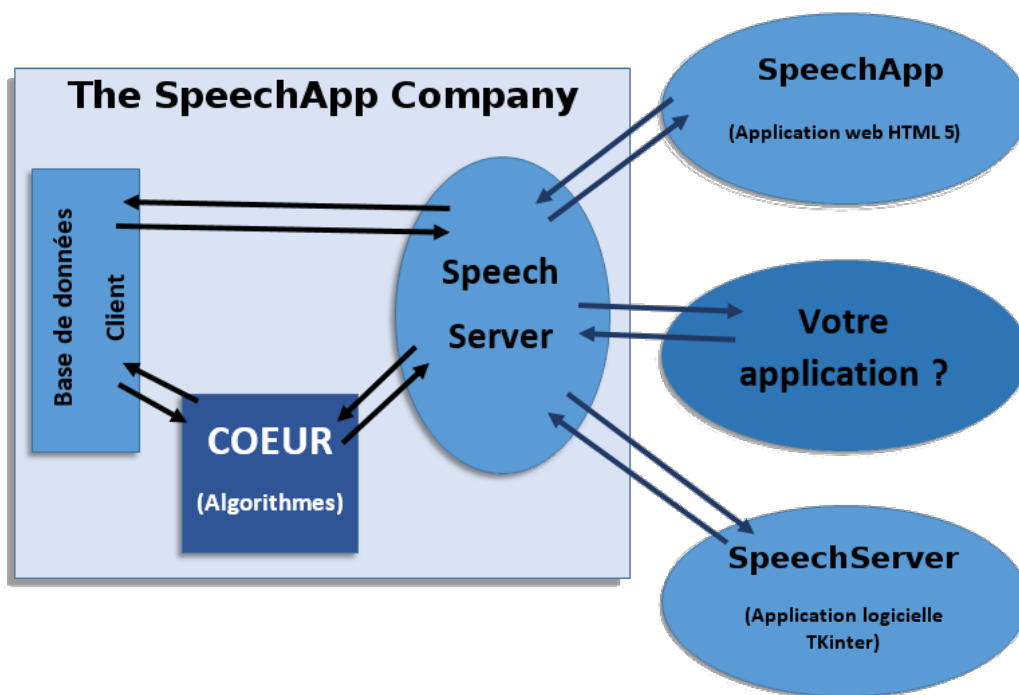 The SpeechApp Company
Base de données
Client
COEUR
(Algorithmes)
Speech
Server
SpeechApp
(Application web HTML 5)
Votre
application ?
SpeechServer
(Application logicielle
TKinter)